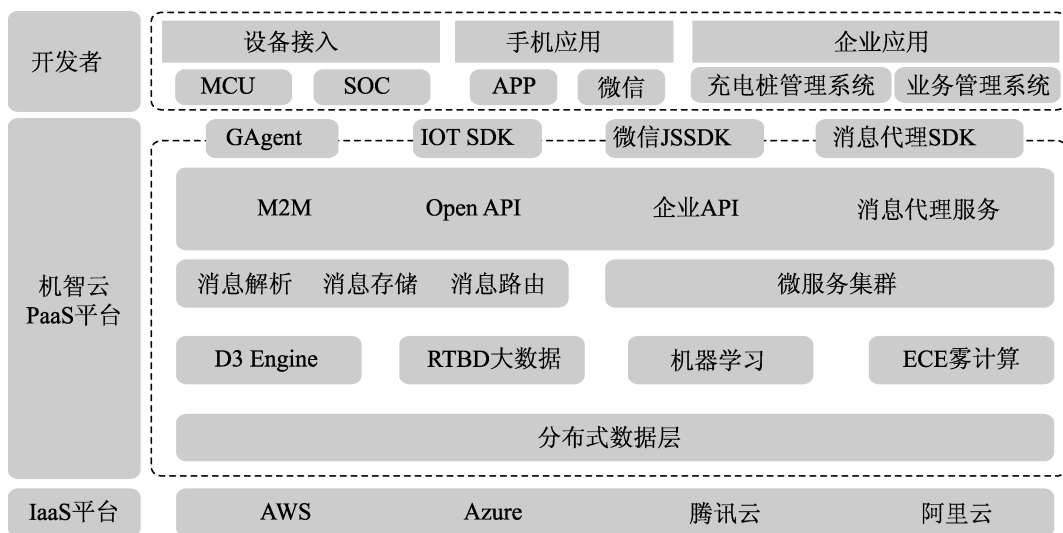 开发者
设备接入 手机应用 企业应用
MCU SOC APP 微信 充电桩管理系统 业务管理系统
GAgent IOT SDK 微信JSSDK 消息代理SDK
M2M Open API 企业API 消息代理服务
机智云
PaaS平台
消息解析 消息存储 消息路由 微服务集群
D3 Engine RTBD大数据 机器学习 ECE雾计算
分布式数据层
IaaS平台 AWS Azure 腾讯云 阿里云